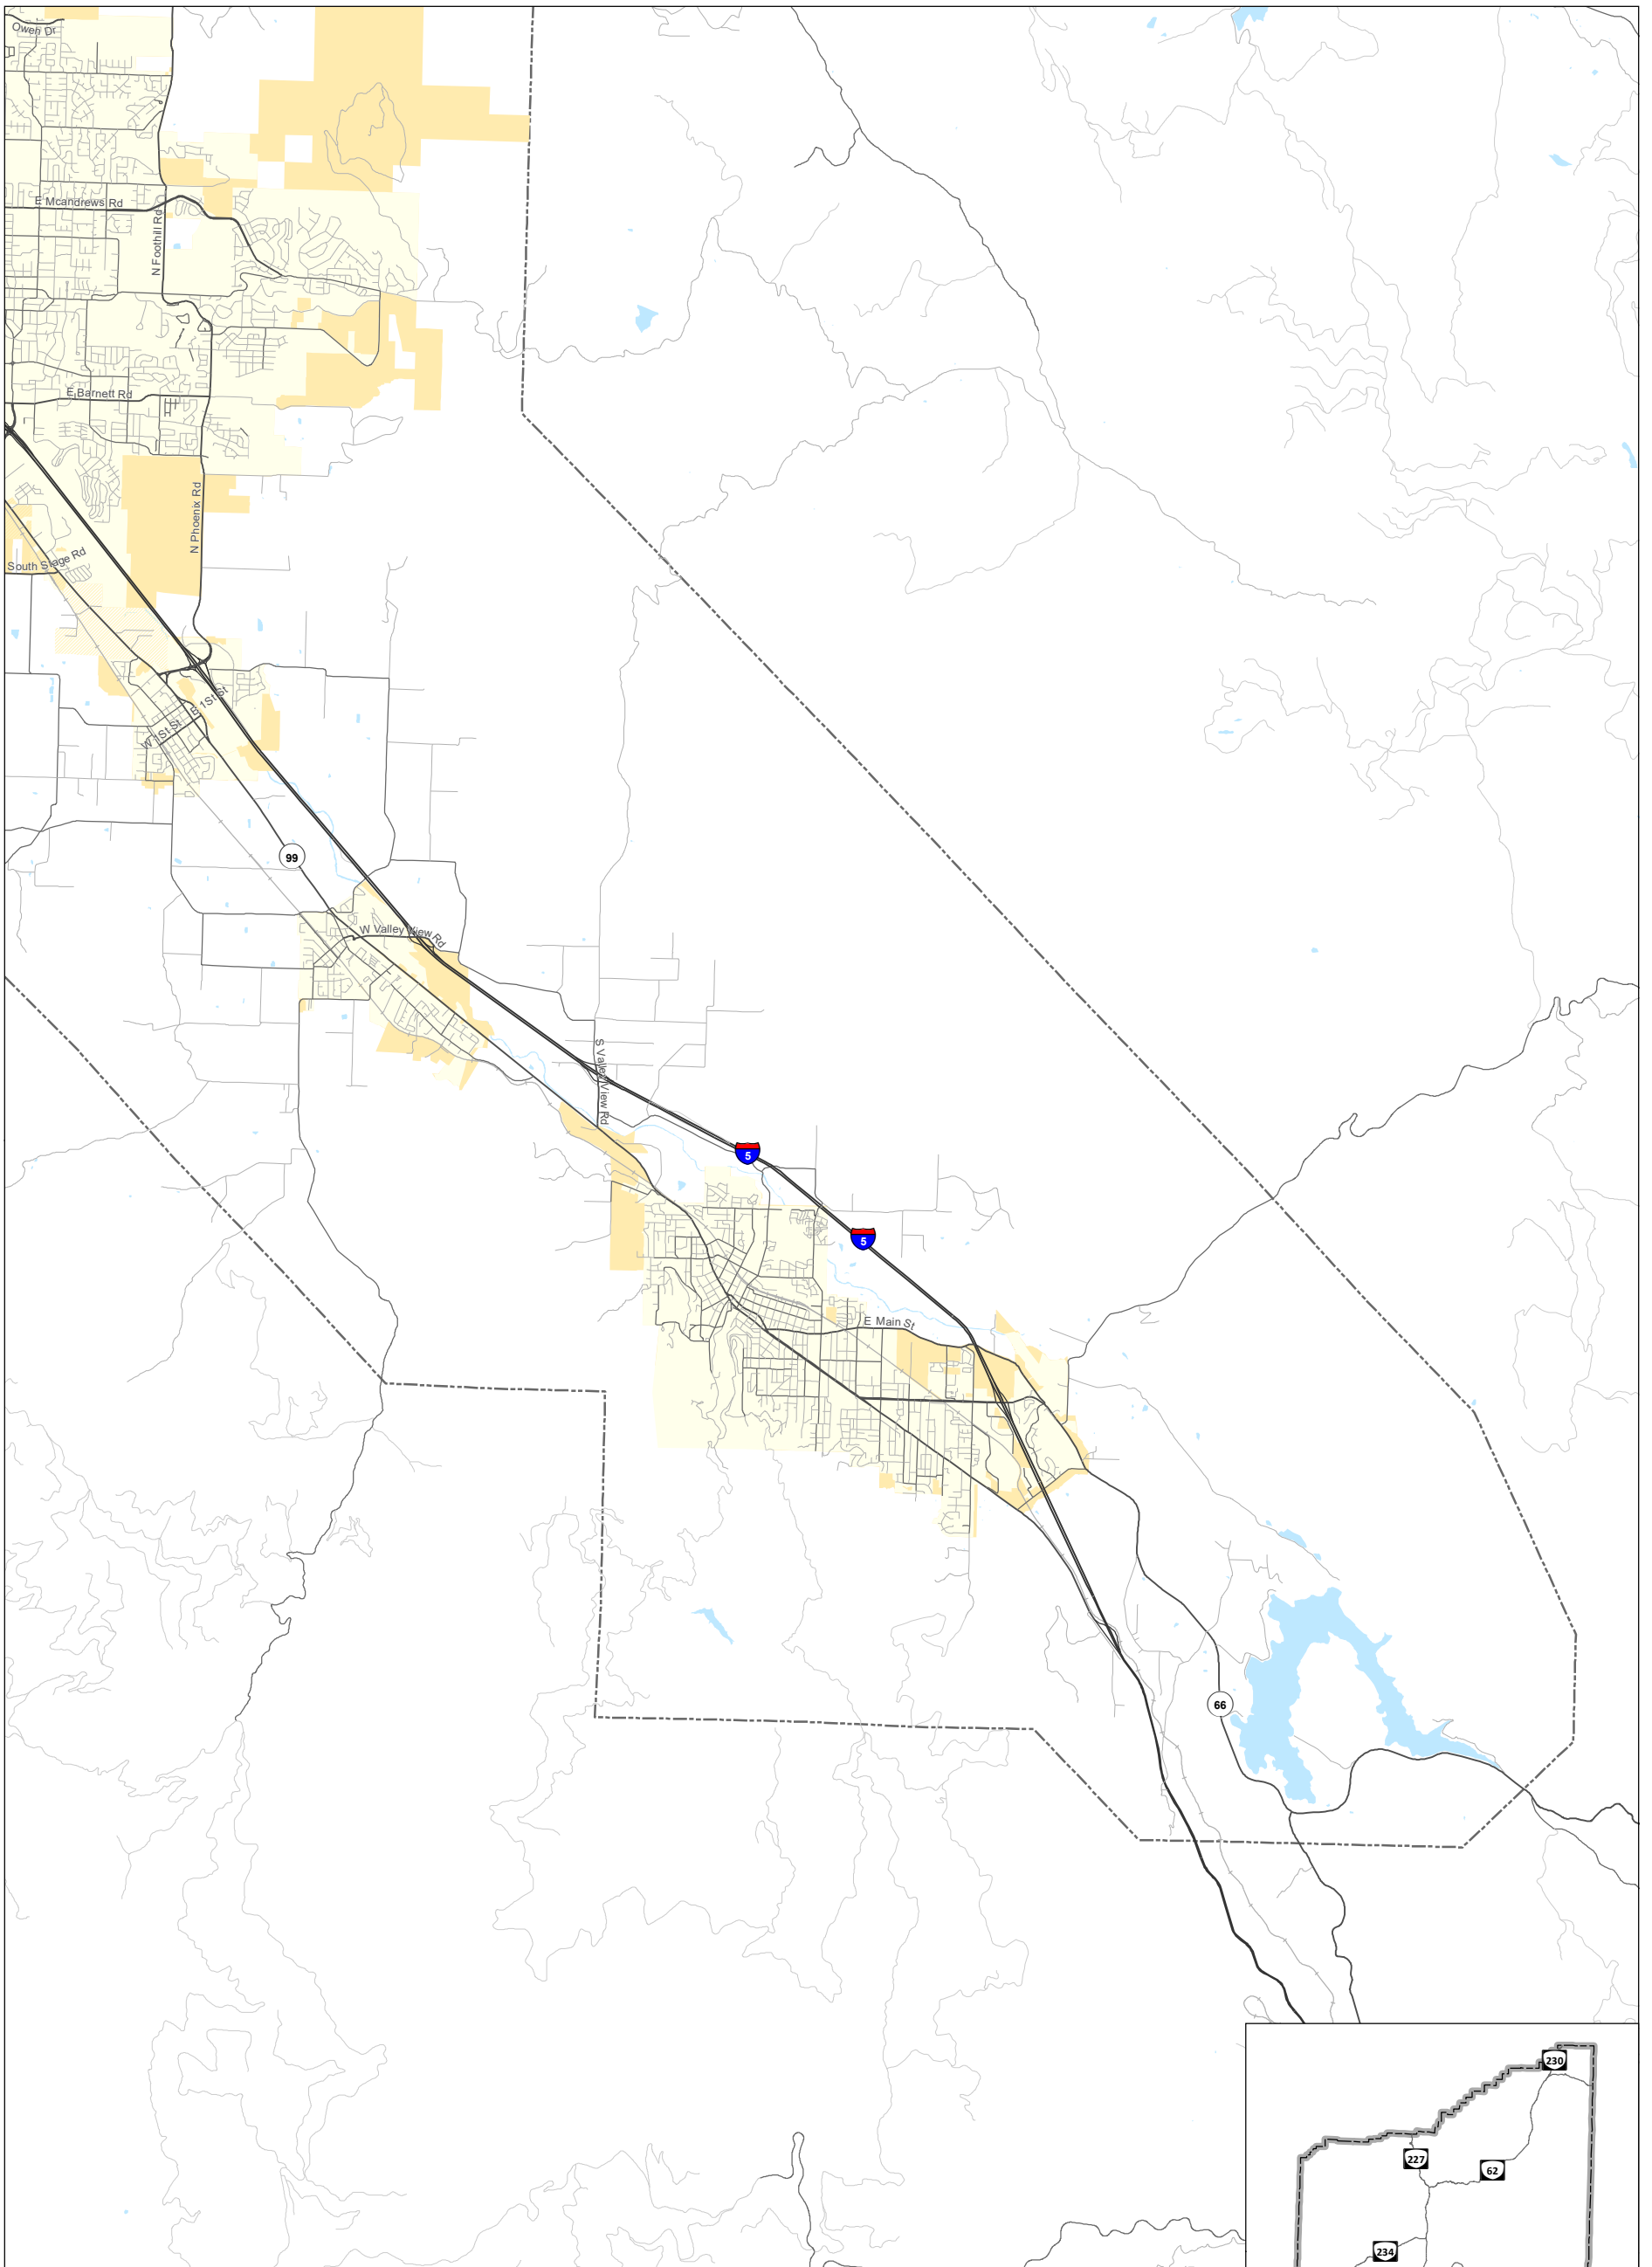 Owen Dr
E Mcandrews Rd
N Foothill Rd
E Barnett Rd
N Phoenix Rd
South Stage Rd
E 1St St
W 1St St
99
W Valley View Rd
S Valley View Rd
5
5
E Main St
66
230
227
62
234